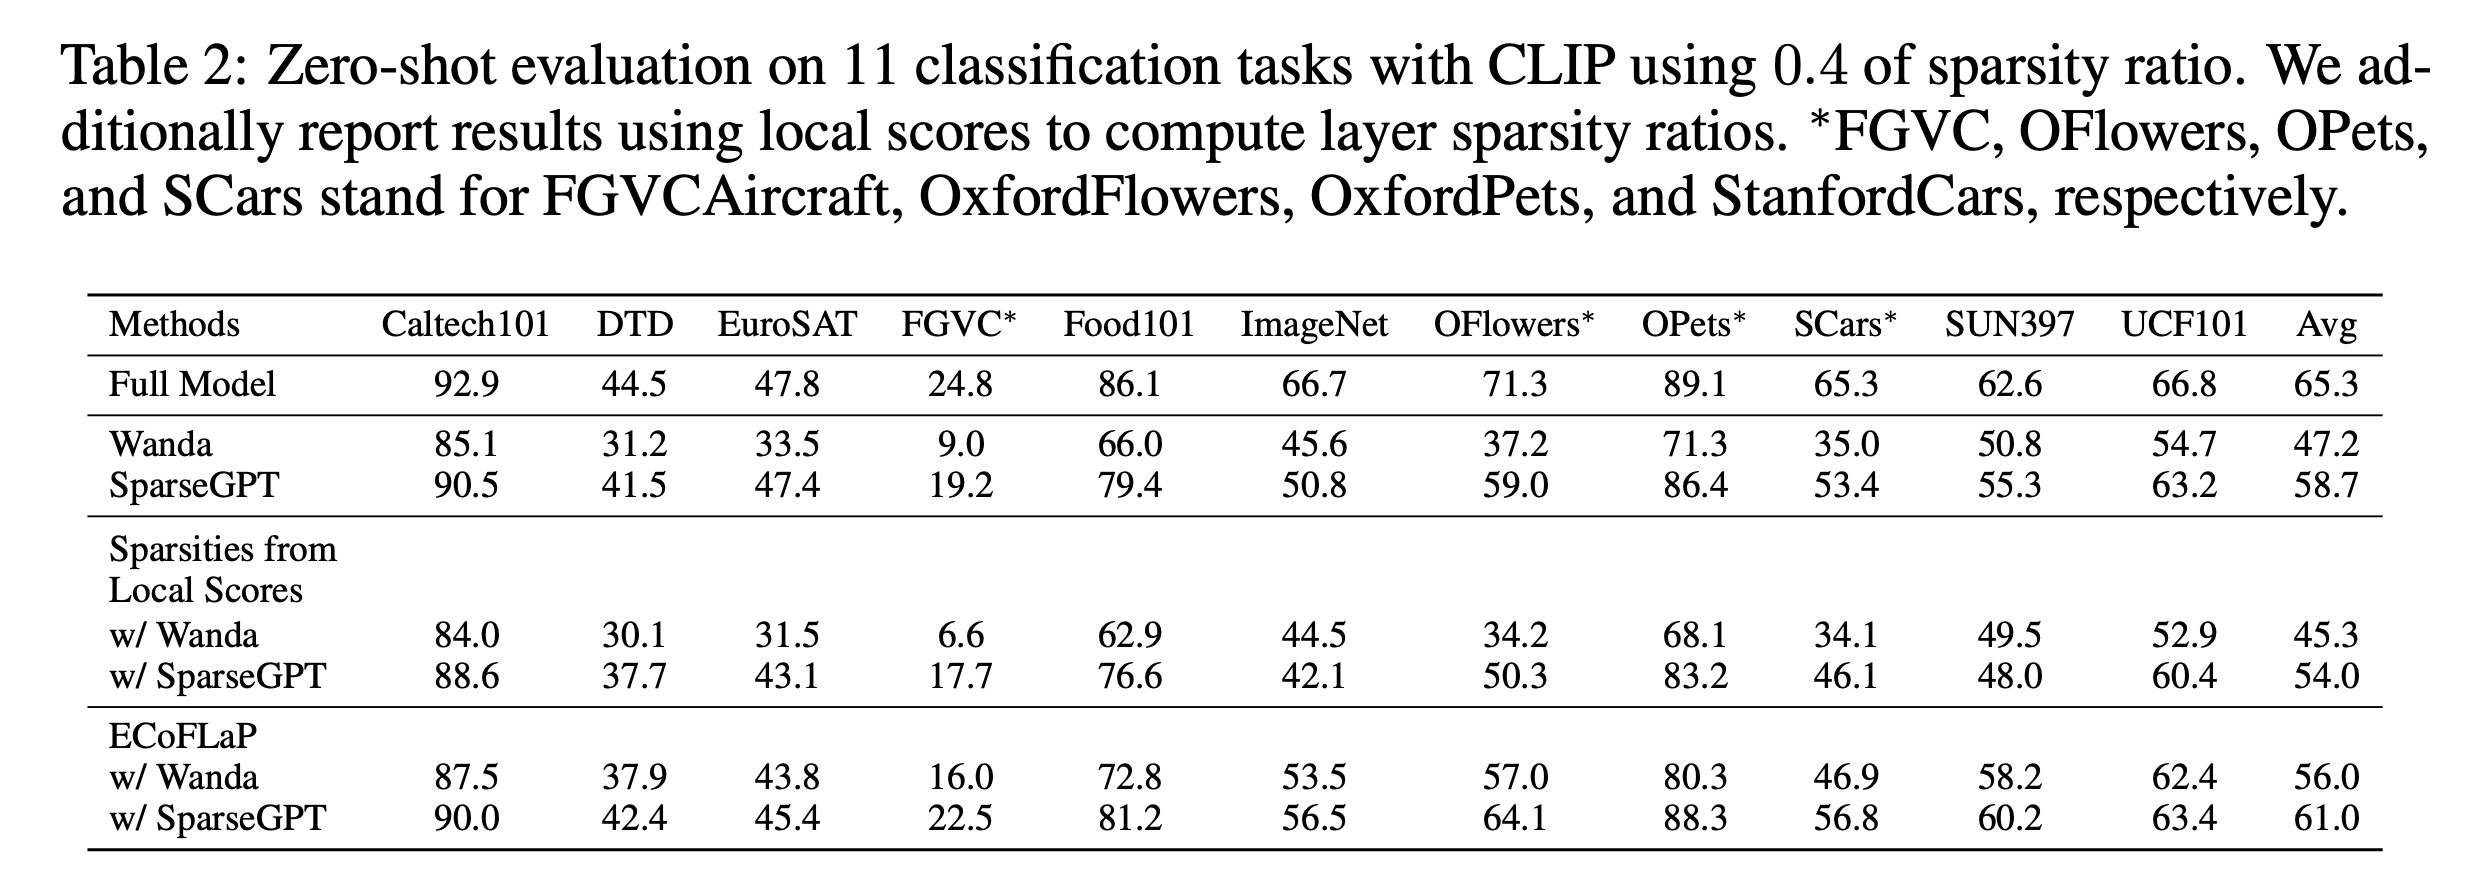 Table 2: Zero-shot evaluation on 11 classification tasks with CLIP using 0.4 of sparsity ratio. We ad-
ditionally report results using local scores to compute layer sparsity ratios. *FGVC, OFlowers, OPets,
and SCars stand for FGVCAircraft, OxfordFlowers, OxfordPets, and StanfordCars, respectively.
Methods Caltech101 DTD EuroSAT FGVC* Food101 ImageNet OFlowers* OPets* SCars* SUN397 UCF101 Avg
Full Model 92.9 44.5 47.8 24.8 86.1 66.7 71.3 89.1 65.3 62.6 66.8 65.3
Wanda 85.1 31.2 33.5 9.0 66.0 45.6 37.2 71.3 35.0 50.8 54.7 47.2
SparseGPT 90.5 41.5 47.4 19.2 79.4 50.8 59.0 86.4 53.4 55.3 63.2 58.7
Sparsities from
Local Scores
w/ Wanda 84.0 30.1 31.5 6.6 62.9 44.5 34.2 68.1 34.1 49.5 52.9 45.3
w/ SparseGPT 88.6 37.7 43.1 17.7 76.6 42.1 50.3 83.2 46.1 48.0 60.4 54.0
ECoFLaP
w/ Wanda 87.5 37.9 43.8 16.0 72.8 53.5 57.0 80.3 46.9 58.2 62.4 56.0
w/ SparseGPT 90.0 42.4 45.4 22.5 81.2 56.5 64.1 88.3 56.8 60.2 63.4 61.0